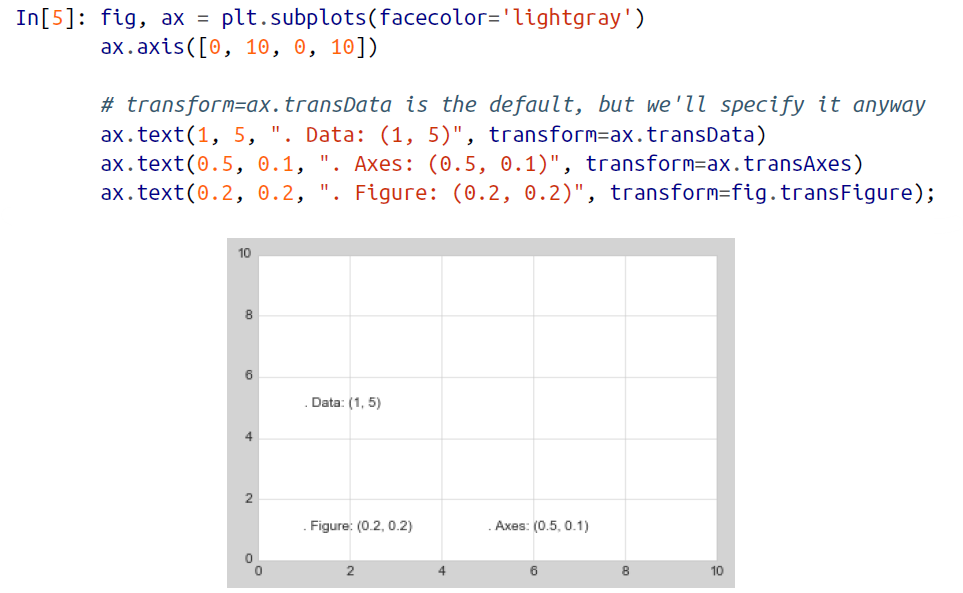 In[5]: fig, ax = plt.subplots(facecolor='lightgray')
ax.axis([0, 10, 0, 10])
# transform=ax.transData is the default, but we'll specify it anyway
ax.text(1, 5, ". Data: (1, 5)", transform=ax.transData)
ax.text(0.5, 0.1, ". Axes: (0.5, 0.1)", transform=ax.transAxes)
ax.text(0.2, 0.2, ". Figure: (0.2, 0.2)", transform=fig.transFigure);
10
8
6
. Data: (1, 5)
4
2
. Figure: (0.2, 0.2) . Axes: (0.5, 0.1)
0
0 2 4 6 8 10